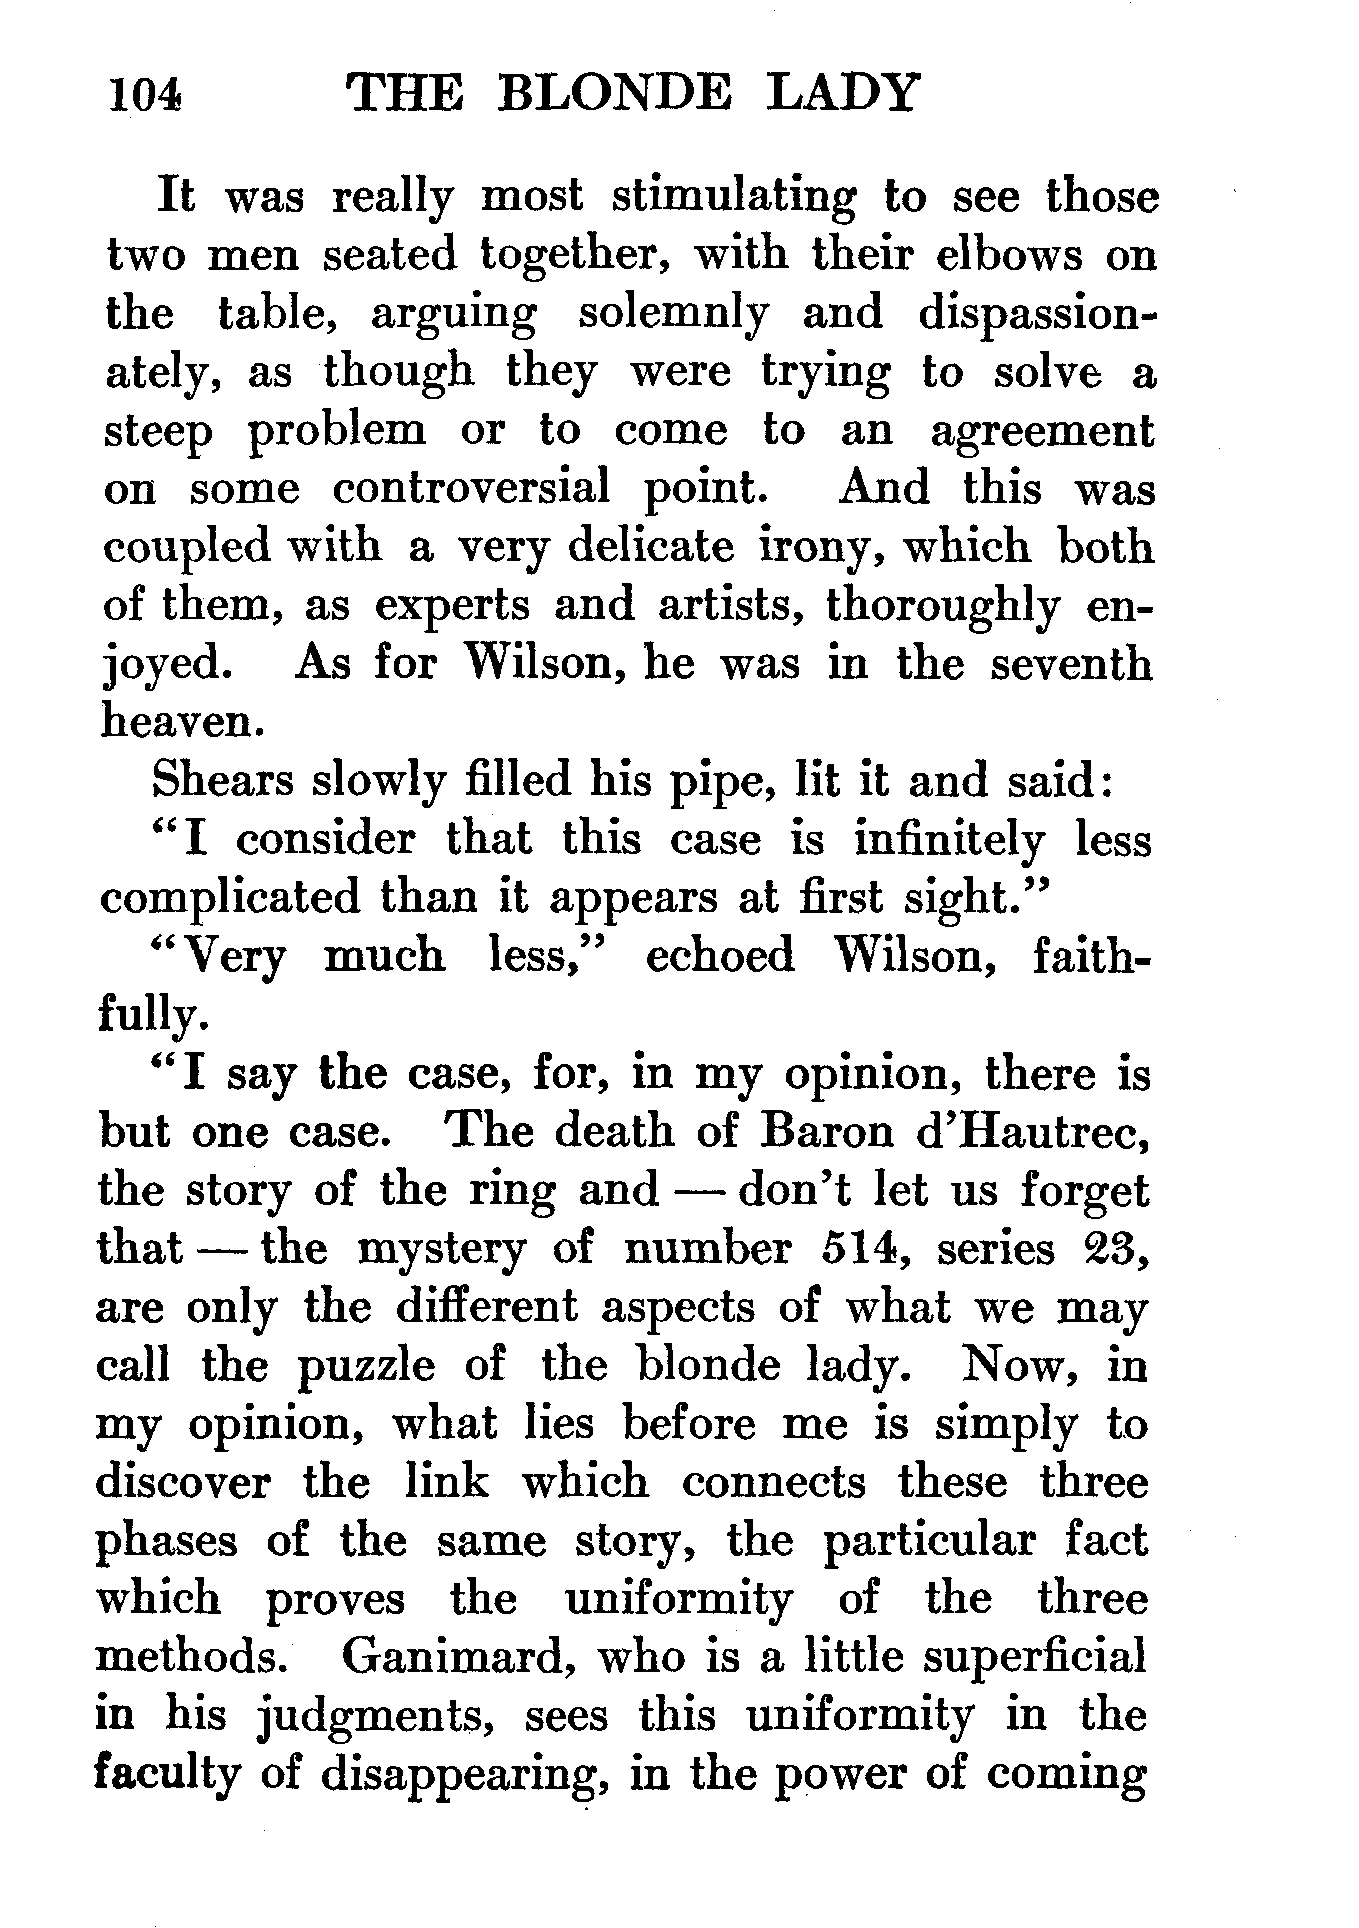 104 THE BLONDE LADY
It was really most stimulating to see those
two men seated together, with their elbows on
the table, arguing solemnly and dispassion-
ately, as though they were trying to solve a
steep problem or to come to an agreement
on some controversial point. And this was
coupled with a very delicate irony, which both
of them, as experts and artists, thoroughly en-
joyed. As for Wilson, he was in the seventh
heaven.
Shears slowly filled his pipe, lit it and said:
“I consider that this case is infinitely less
complicated than it appears at first sight.”
“Very much less,” echoed Wilson, faith-
fully.
“I say the case, for, in my opinion, there is
but one case. The death of Baron d’Hautrec,
the story of the ring and — don’t let us forget
that — the mystery of number 514, series 23,
are only the different aspects of what we may
call the puzzle of the blonde lady. Now, in
my opinion, what lies before me is simply to
discover the link which connects these three
phases of the same story, the particular fact
which proves the uniformity of the three
methods. Ganimard, who is a little superficial
in his judgments, sees this uniformity in the
faculty of disappearing, in the power of coming